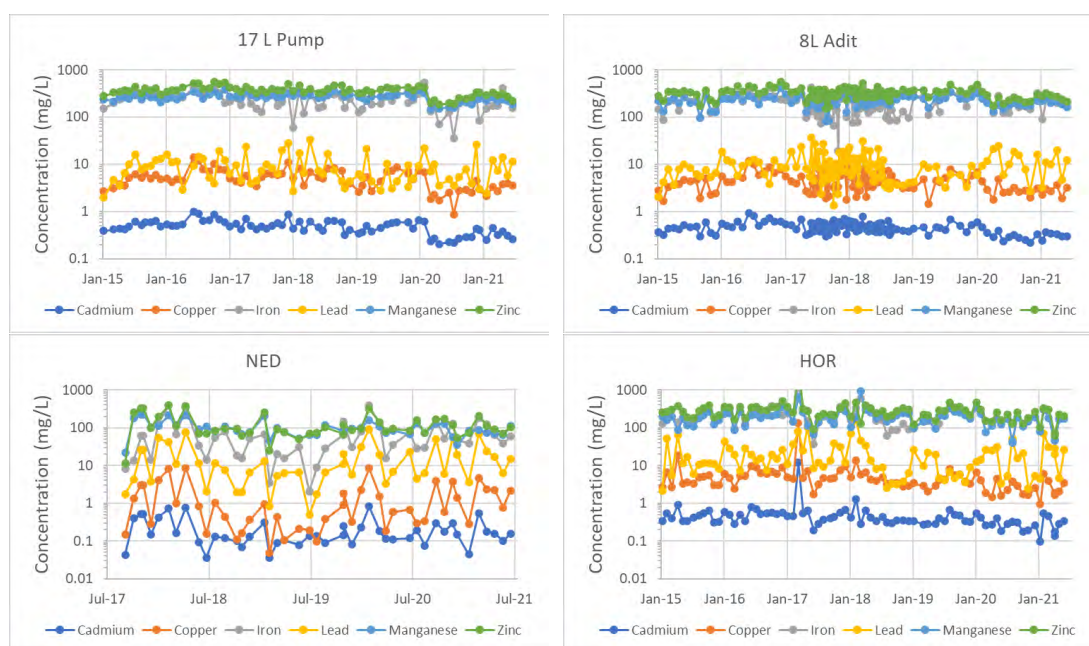 17 L Pump
Concentration (mg/L)
1000
100
10
1
0.1
Jan-15 Jan-16 Jan-17 Jan-18 Jan-19 Jan-20 Jan-21
Cadmium Copper Iron Lead Manganese Zinc
8L Adit
Concentration (mg/L)
1000
100
10
1
0.1
Jan-15 Jan-16 Jan-17 Jan-18 Jan-19 Jan-20 Jan-21
Cadmium Copper Iron Lead Manganese Zinc
NED
Concentration (mg/L)
1000
100
10
1
0.1
0.01
Jul-17 Jul-18 Jul-19 Jul-20 Jul-21
Cadmium Copper Iron Lead Manganese Zinc
HOR
Concentration (mg/L)
1000
100
10
1
0.1
0.01
Jan-15 Jan-16 Jan-17 Jan-18 Jan-19 Jan-20 Jan-21
Cadmium Copper Iron Lead Manganese Zinc